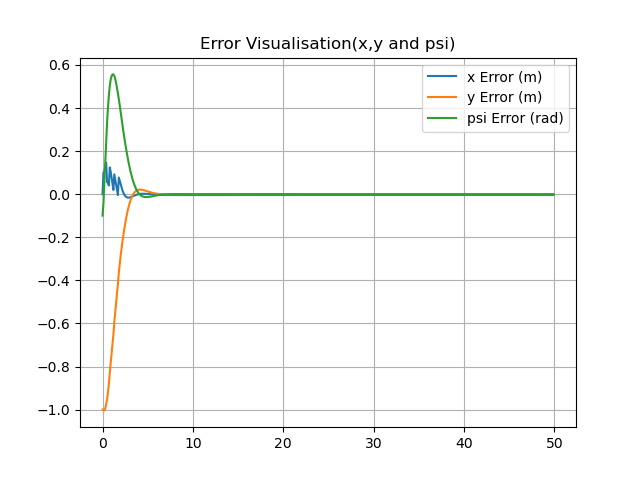 Error Visualisation(x,y and psi)
x Error (m)
y Error (m)
psi Error (rad)
0.6
0.4
0.2
0.0
−0.2
−0.4
−0.6
−0.8
−1.0
0 10 20 30 40 50